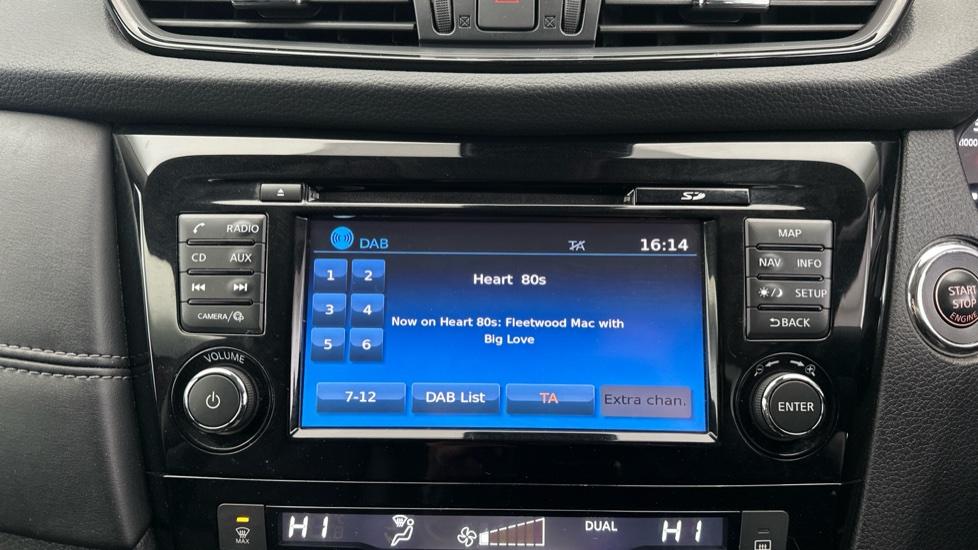 RADIO
CD AUX
CAMERA/
VOLUME
SD
DAB TA 16:14
1 2
3 4
5 6
Heart 80s
Now on Heart 80s: Fleetwood Mac with
Big Love
7-12 DAB List TA Extra chan.
MAP
NAV INFO
SETUP
BACK
ENTER
START
STOP
ENGINE
1000
MAX
HI DUAL HI